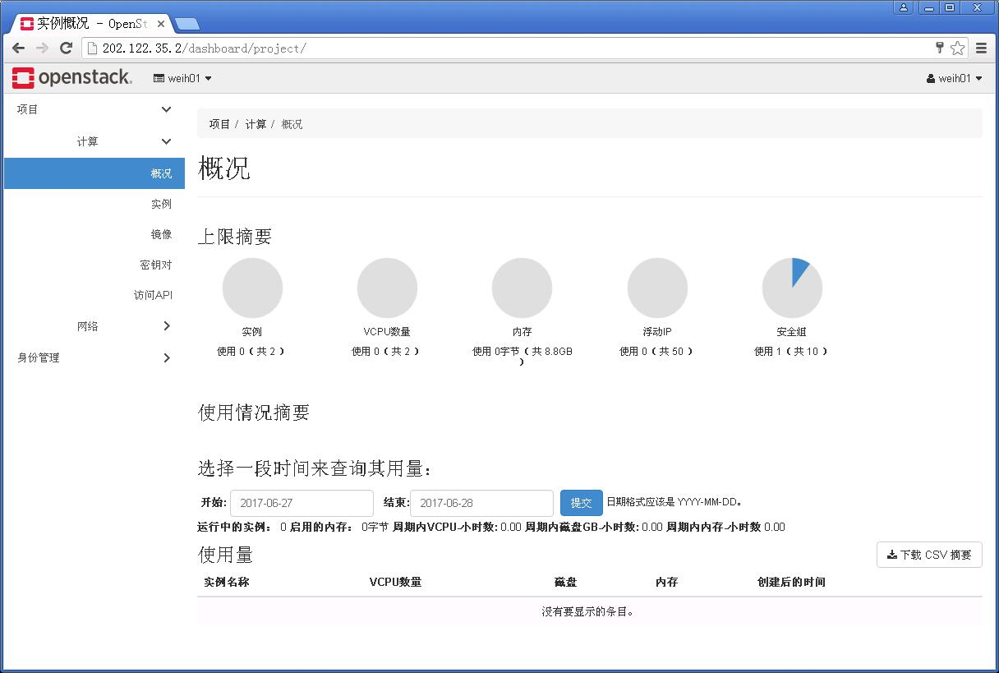 实例概况 - OpenSt
202.122.35.2/dashboard/project/
openstack. weih01 weih01
项目
计算
概况
实例
镜像
密钥对
访问API
网络
身份管理
项目 / 计算 / 概况
概况
上限摘要
实例 VCPU数量 内存 浮动IP 安全组
使用 0 ( 共 2 ) 使用 0 ( 共 2 ) 使用 0字节 ( 共 8.8GB ) 使用 0 ( 共 50 ) 使用 1 ( 共 10 )
使用情况摘要
选择一段时间来查询其用量：
开始: 2017-06-27 结束: 2017-06-28 提交 日期格式应该是 YYYY-MM-DD。
运行中的实例： 0 启用的内存： 0字节 周期内VCPU-小时数: 0.00 周期内磁盘GB-小时数: 0.00 周期内内存-小时数 0.00
使用量 下载 CSV 摘要
实例名称 VCPU数量 磁盘 内存 创建后的时间
没有要显示的条目。